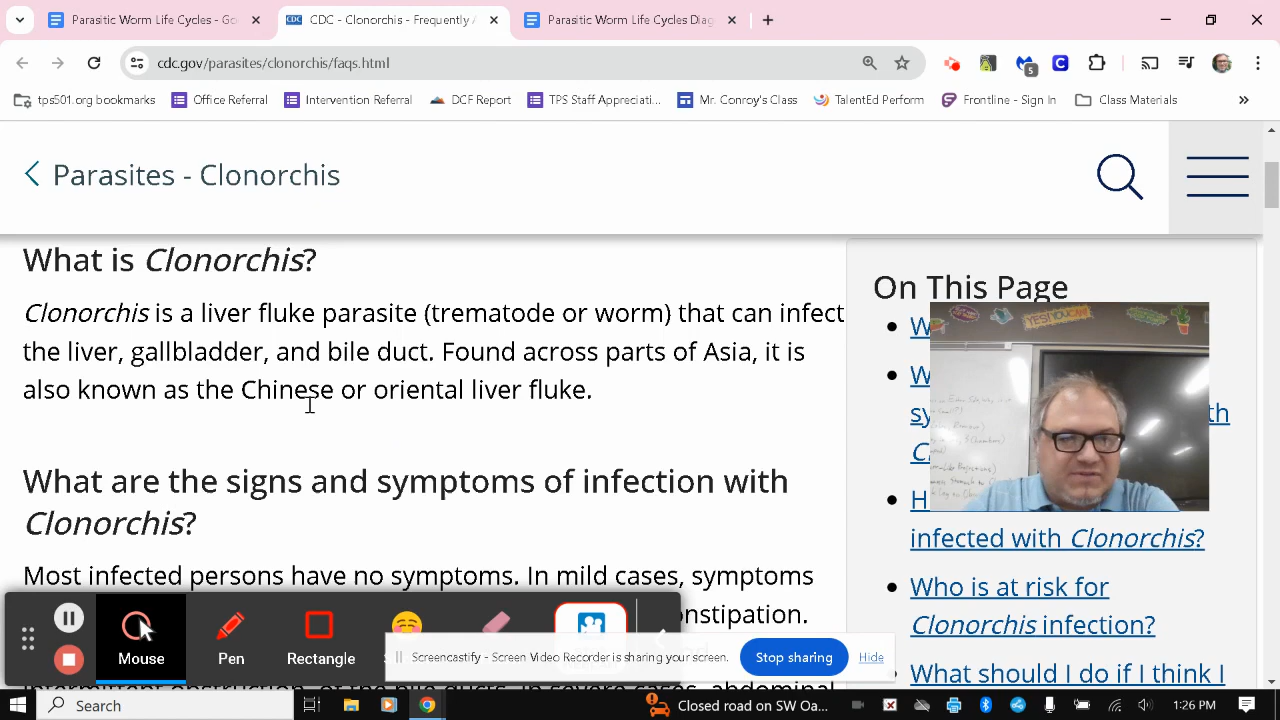 Parasitic Worm Life Cycles - Go
CDC - Clonorchis - Frequently A
Parasitic Worm Life Cycles Diag
cdc.gov/parasites/clonorchis/faqs.html
5
tps501.org bookmarks
Office Referral
Intervention Referral
DCF Report
TPS Staff Appreciati...
Mr. Conroy's Class
TalentEd Perform
Frontline - Sign In
Class Materials
»
Parasites - Clonorchis
What is Clonorchis?
Clonorchis is a liver fluke parasite (trematode or worm) that can infect
the liver, gallbladder, and bile duct. Found across parts of Asia, it is
also known as the Chinese or oriental liver fluke.
What are the signs and symptoms of infection with
Clonorchis?
Most infected persons have no symptoms. In mild cases, symptoms
onstipation.
On This Page
infected with Clonorchis?
Who is at risk for
Clonorchis infection?
What should I do if I think I
Mouse
Pen
Rectangle
Screencastify - Screen Video Recorder is sharing your screen.
Stop sharing
Hide
Search
Closed road on SW Oa...
1:26 PM